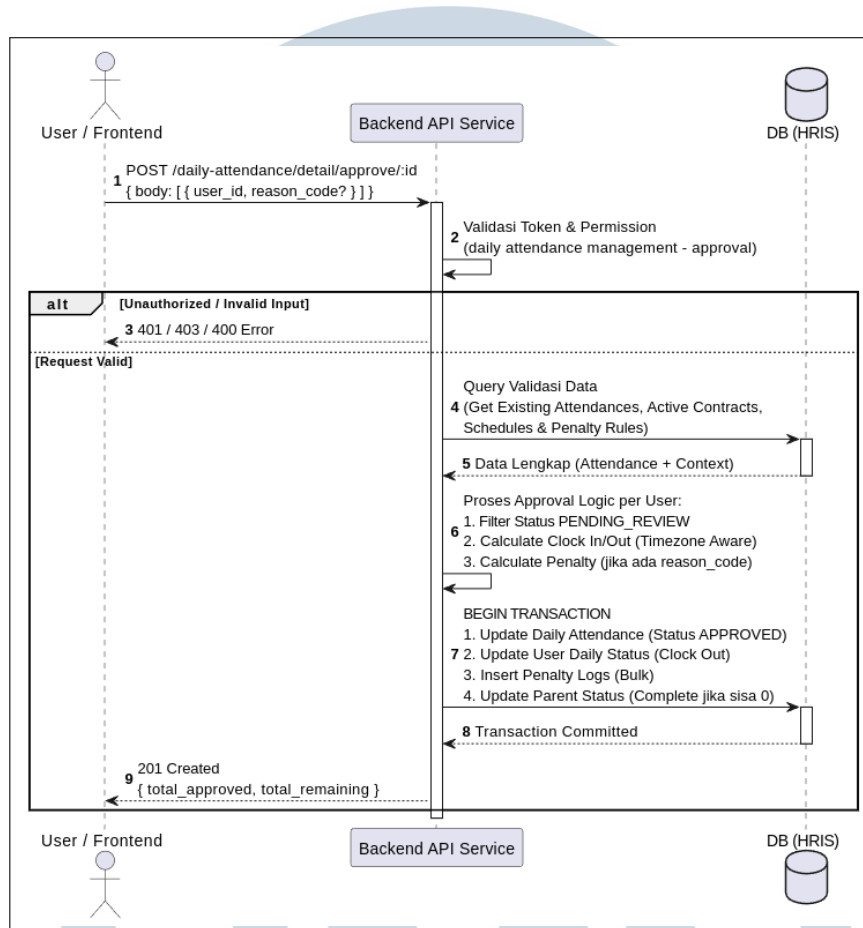 User / Frontend
Backend API Service
DB (HRIS)
1 POST /daily-attendance/detail/approve/:id
{ body: [ { user_id, reason_code? } ] }
2 Validasi Token & Permission
(daily attendance management - approval)
alt [Unauthorized / Invalid Input]
3 401 / 403 / 400 Error
[Request Valid]
Query Validasi Data
4 (Get Existing Attendances, Active Contracts,
Schedules & Penalty Rules)
5 Data Lengkap (Attendance + Context)
Proses Approval Logic per User:
6 1. Filter Status PENDING_REVIEW
2. Calculate Clock In/Out (Timezone Aware)
3. Calculate Penalty (jika ada reason_code)
BEGIN TRANSACTION
1. Update Daily Attendance (Status APPROVED)
7 2. Update User Daily Status (Clock Out)
3. Insert Penalty Logs (Bulk)
4. Update Parent Status (Complete jika sisa 0)
8 Transaction Committed
9 201 Created
{ total_approved, total_remaining }
User / Frontend
Backend API Service
DB (HRIS)